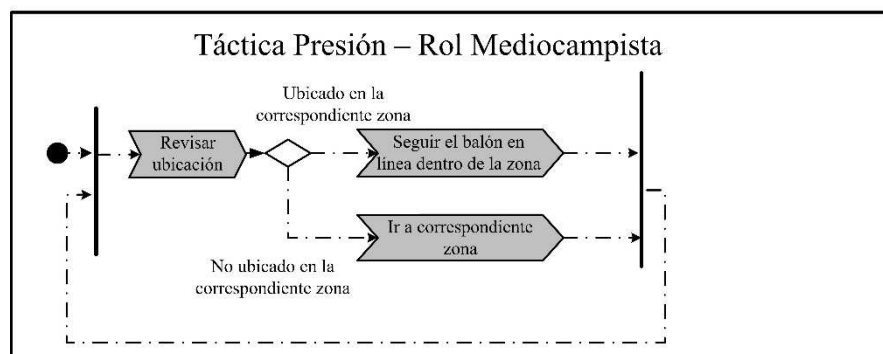 Táctica Presión – Rol Mediocampista
Ubicado en la
correspondiente zona
Revisar
ubicación
Seguir el balón en
línea dentro de la zona
Ir a correspondiente
zona
No ubicado en la
correspondiente zona